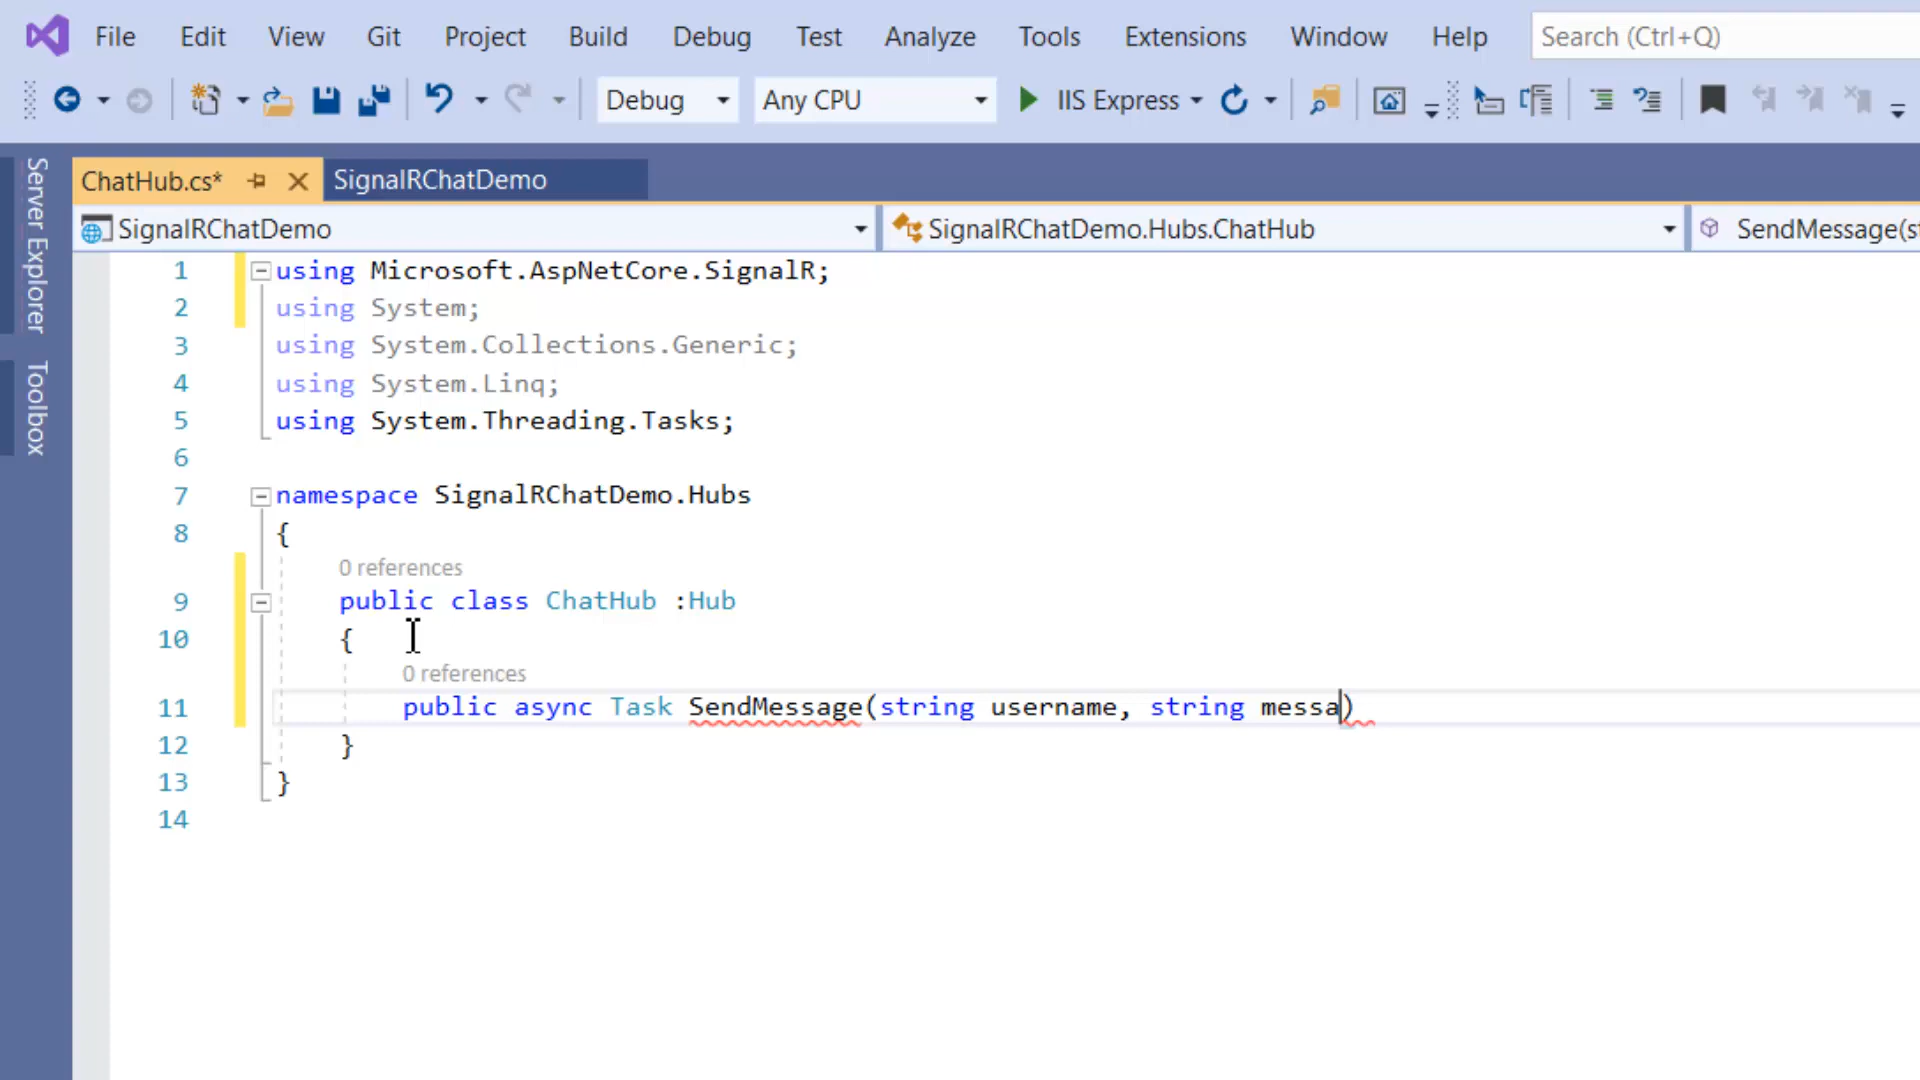 File Edit View Git Project Build Debug Test Analyze Tools Extensions Window Help Search (Ctrl+Q)
Debug Any CPU IIS Express
Server Explorer
Toolbox
ChatHub.cs* SignalRChatDemo
SignalRChatDemo SignalRChatDemo.Hubs.ChatHub SendMessage(st
1 using Microsoft.AspNetCore.SignalR;
2 using System;
3 using System.Collections.Generic;
4 using System.Linq;
5 using System.Threading.Tasks;
6
7 namespace SignalRChatDemo.Hubs
8 {
0 references
9 public class ChatHub :Hub
10 {
0 references
11 public async Task SendMessage(string username, string messa)
12 }
13 }
14